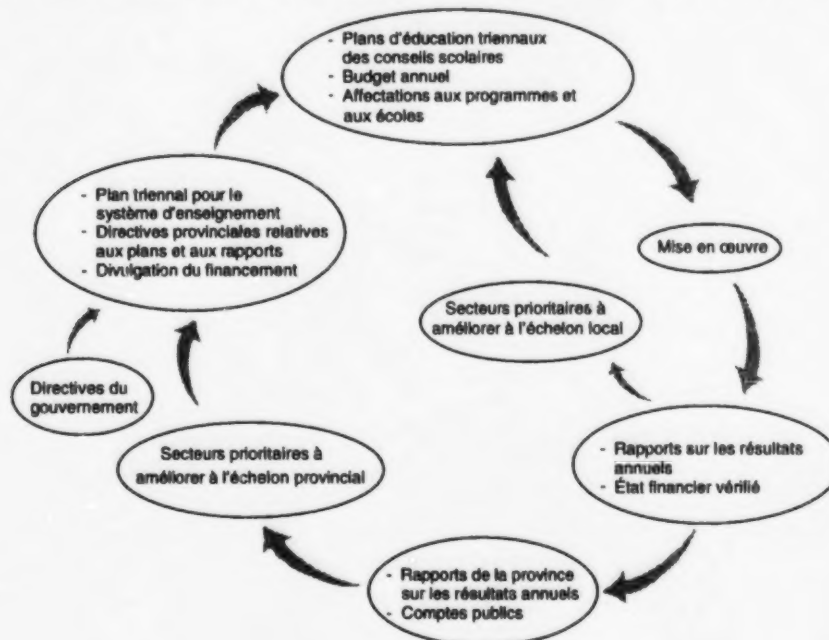 - Plans d'éducation triennaux
des conseils scolaires
- Budget annuel
- Affectations aux programmes et
aux écoles
- Plan triennal pour le
système d'enseignement
- Directives provinciales relatives
aux plans et aux rapports
- Divulgation du financement
Mise en œuvre
Secteurs prioritaires à
améliorer à l'échelon local
Directives du
gouvernement
Secteurs prioritaires à
améliorer à l'échelon provincial
- Rapports sur les résultats
annuels
- État financier vérifié
- Rapports de la province
sur les résultats annuels
- Comptes publics